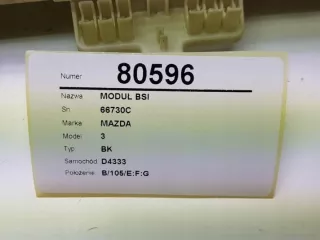 Numer 80596
Nazwa MODUL BSI
Sn 66730C
Marka MAZDA
Model 3
Typ BK
Samochód D4333
Położenie B/105/E:F:G